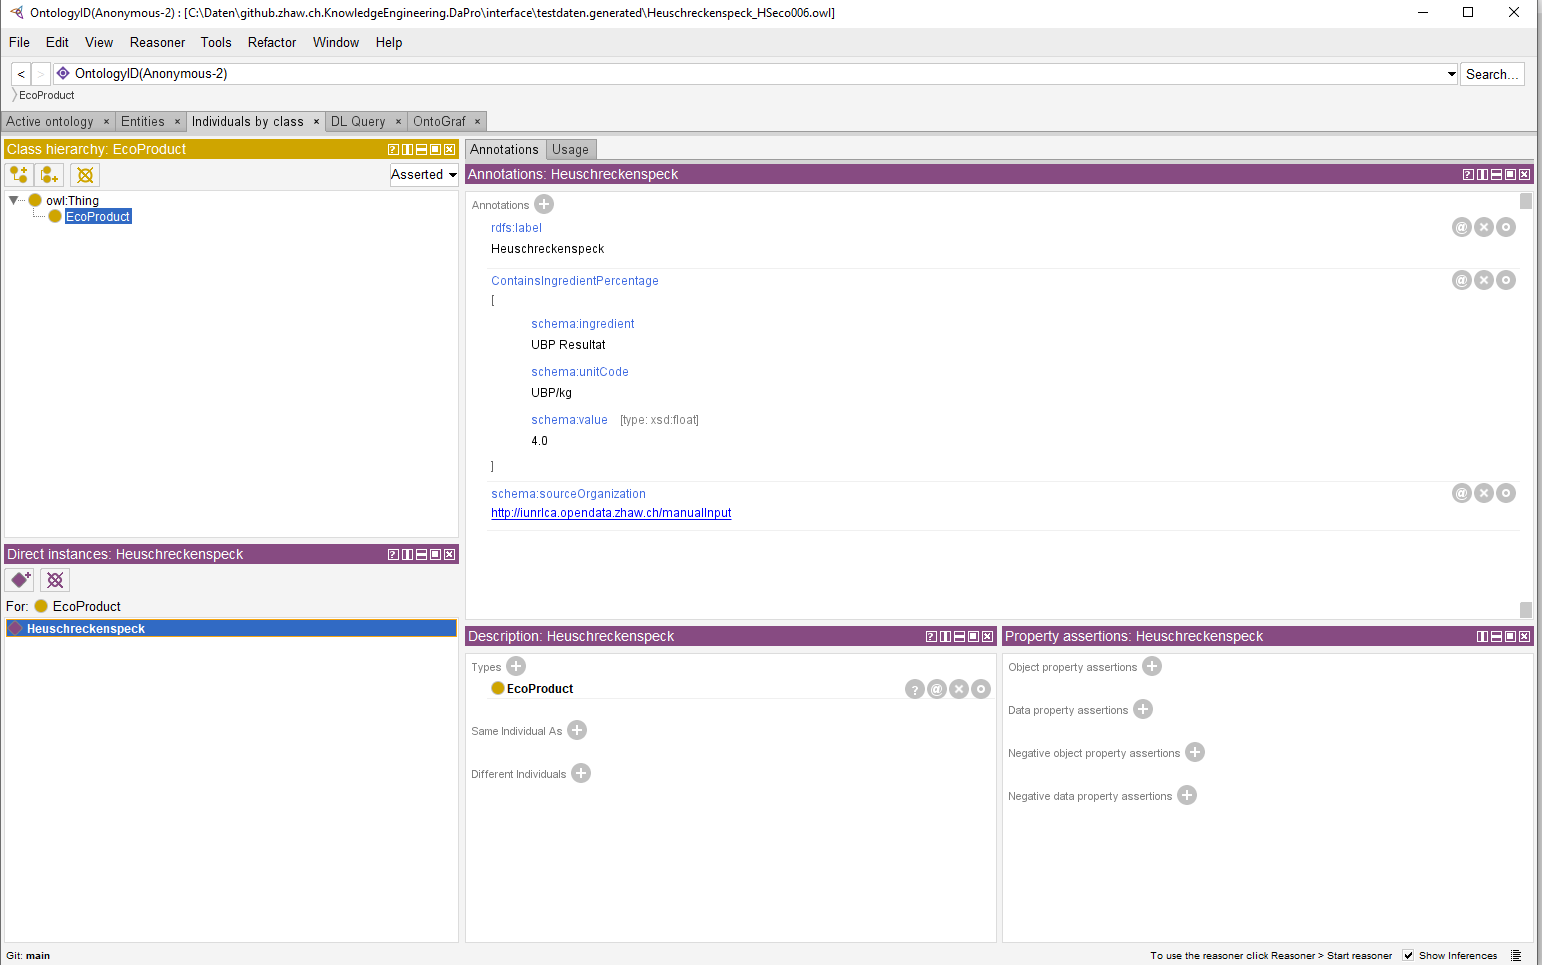 OntologyID(Anonymous-2) : [C:\Daten\github.zhaw.ch.KnowledgeEngineering.DaPro\interface\testdaten.generated\Heuschreckenspeck_HSeco006.owl]
File Edit View Reasoner Tools Refactor Window Help
< > OntologyID(Anonymous-2) Search...
EcoProduct
Active ontology × Entities × Individuals by class × DL Query × OntoGraf ×
Class hierarchy: EcoProduct
Asserted
owl:Thing
EcoProduct
Direct instances: Heuschreckenspeck
For: EcoProduct
Heuschreckenspeck
Annotations Usage
Annotations: Heuschreckenspeck
Annotations
rdfs:label
Heuschreckenspeck
ContainsIngredientPercentage
[
schema:ingredient
UBP Resultat
schema:unitCode
UBP/kg
schema:value [type: xsd:float]
4.0
]
schema:sourceOrganization
http://iunrlca.opendata.zhaw.ch/manualInput
Description: Heuschreckenspeck
Types
EcoProduct
Same Individual As
Different Individuals
Property assertions: Heuschreckenspeck
Object property assertions
Data property assertions
Negative object property assertions
Negative data property assertions
Git: main
To use the reasoner click Reasoner > Start reasoner Show Inferences